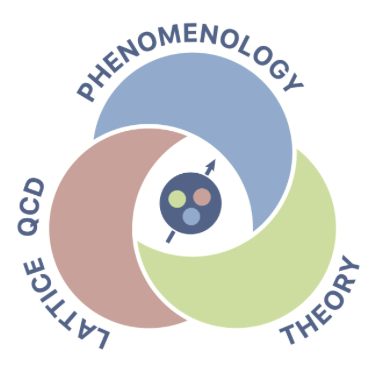 PHENOMENOLOGY
LATTICE QCD
THEORY